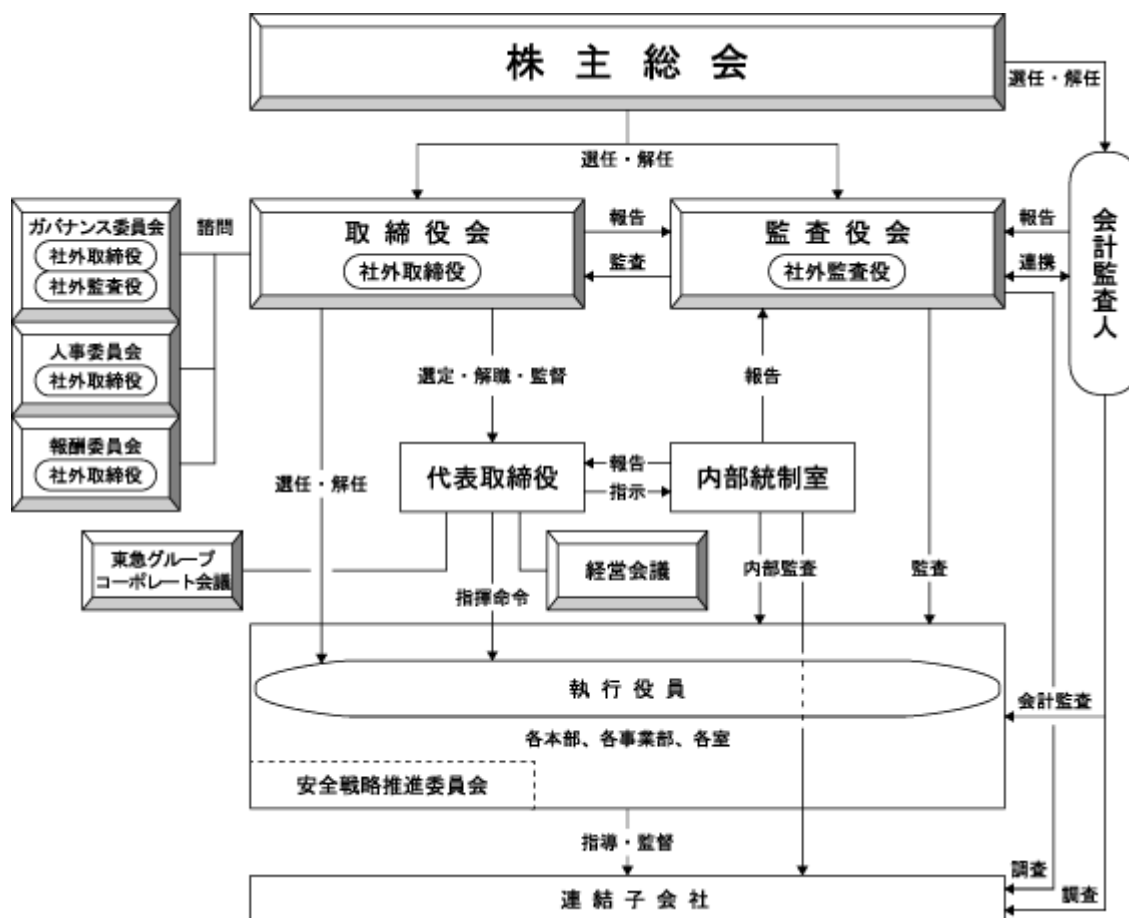 株主総会
選任・解任
選任・解任
ガバナンス委員会
社外取締役
社外監査役
諮問
取締役会
社外取締役
報告
監査
監査役会
社外監査役
報告
連携
会計監査人
人事委員会
社外取締役
報酬委員会
社外取締役
選定・解職・監督
報告
選任・解任
代表取締役
報告
指示
内部統制室
東急グループ
コーポレート会議
経営会議
指揮命令
内部監査
監査
執行役員
会計監査
各本部、各事業部、各室
安全戦略推進委員会
指導・監督
調査
調査
連結子会社